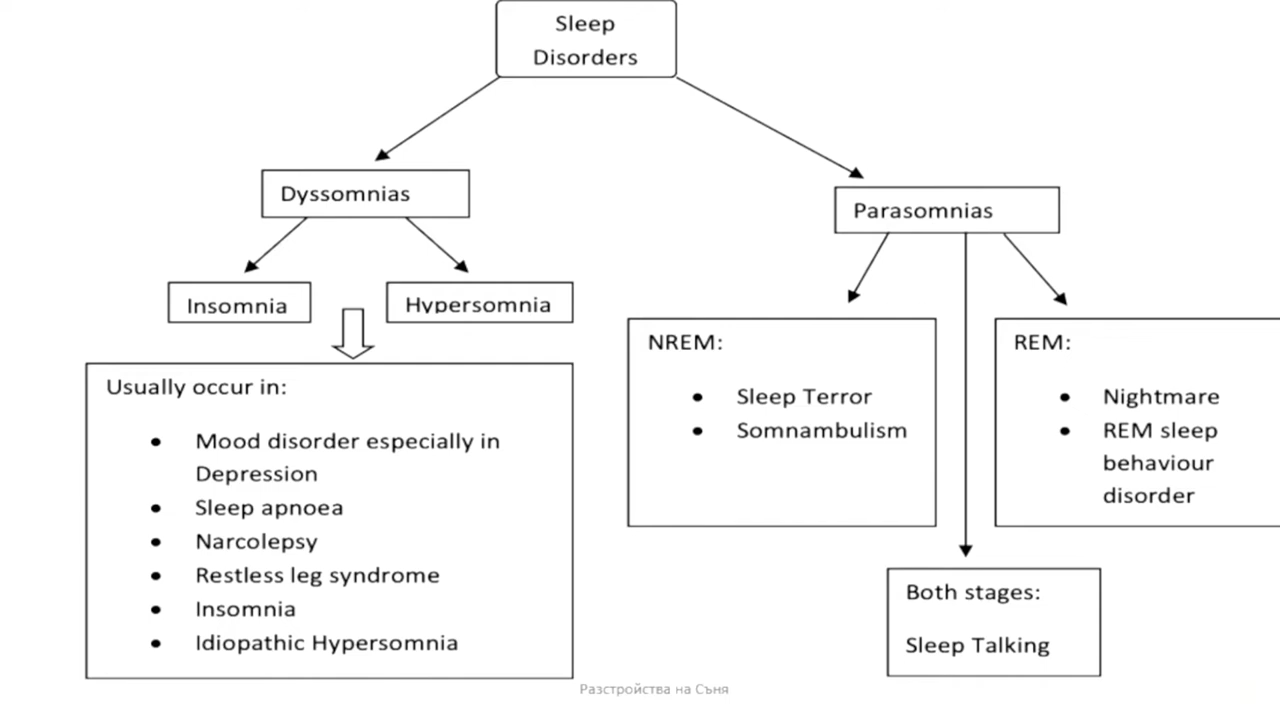 Sleep
Disorders
Dyssomnias
Parasomnias
Insomnia
Hypersomnia
Usually occur in:
• Mood disorder especially in
Depression
• Sleep apnoea
• Narcolepsy
• Restless leg syndrome
• Insomnia
• Idiopathic Hypersomnia
NREM:
• Sleep Terror
• Somnambulism
REM:
• Nightmare
• REM sleep
behaviour
disorder
Both stages:
Sleep Talking
Разстройства на Съня